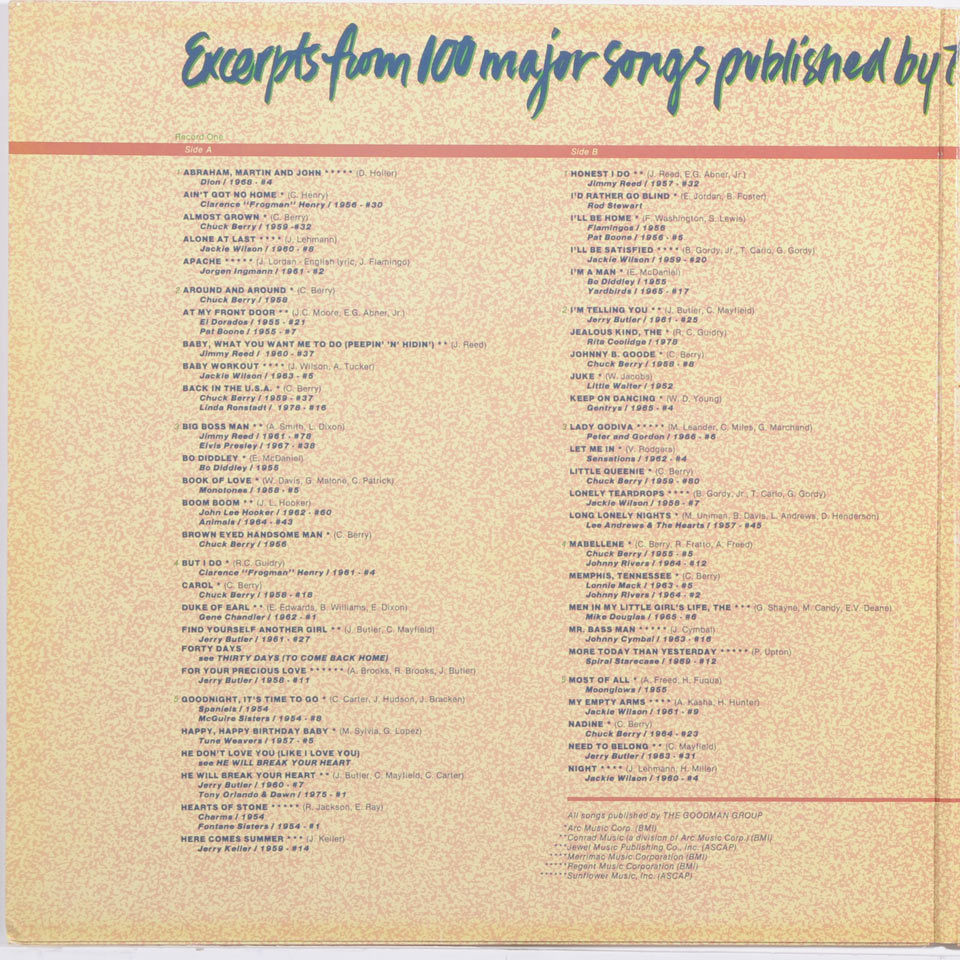 Excerpts from 100 major songs published by
Record One
Side A
1 ABRAHAM, MARTIN AND JOHN * * * * * (D. Holler)
Dion / 1968 - #4
AIN'T GOT NO HOME * (C. Henry)
Clarence "Frogman" Henry / 1956 - #30
ALMOST GROWN * (C. Berry)
Chuck Berry / 1959 - #32
ALONE AT LAST * * * * (J. Lehmann)
Jackie Wilson / 1960 - #8
APACHE * * * * * (J. Lordan - English lyric, J. Flamingo)
Jorgen Ingmann / 1961 - #2
2 AROUND AND AROUND * (C. Berry)
Chuck Berry / 1958
AT MY FRONT DOOR * * (J.C. Moore, E.G. Abner, Jr.)
El Dorados / 1955 - #21
Pat Boone / 1955 - #7
BABY, WHAT YOU WANT ME TO DO (PEEPIN' 'N' HIDIN') * * (J. Reed)
Jimmy Reed / 1960 - #37
BABY WORKOUT * * * * (J. Wilson, A. Tucker)
Jackie Wilson / 1963 - #5
BACK IN THE U.S.A. * (C. Berry)
Chuck Berry / 1959 - #37
Linda Ronstadt / 1978 - #16
3 BIG BOSS MAN * * (A. Smith, L. Dixon)
Jimmy Reed / 1961 - #78
Elvis Presley / 1967 - #38
BO DIDDLEY * (E. McDaniel)
Bo Diddley / 1955
BOOK OF LOVE * (W. Davis, G. Malone, C. Patrick)
Monotones / 1958 - #5
BOOM BOOM * * (J. L. Hooker)
John Lee Hooker / 1962 - #60
Animals / 1964 - #43
BROWN EYED HANDSOME MAN * (C. Berry)
Chuck Berry / 1956
4 BUT I DO * (R.C. Guidry)
Clarence "Frogman" Henry / 1961 - #4
CAROL * (C. Berry)
Chuck Berry / 1958 - #18
DUKE OF EARL * * (E. Edwards, B. Williams, E. Dixon)
Gene Chandler / 1962 - #1
FIND YOURSELF ANOTHER GIRL * * (J. Butler, C. Mayfield)
Jerry Butler / 1961 - #27
FORTY DAYS
see THIRTY DAYS (TO COME BACK HOME)
FOR YOUR PRECIOUS LOVE * * * * * * (A. Brooks, R. Brooks, J. Butler)
Jerry Butler / 1958 - #11
5 GOODNIGHT, IT'S TIME TO GO * (C. Carter, J. Hudson, J. Bracken)
Spaniels / 1954
McGuire Sisters / 1954 - #8
HAPPY, HAPPY BIRTHDAY BABY * (M. Sylvia, G. Lopez)
Tune Weavers / 1957 - #5
HE DON'T LOVE YOU (LIKE I LOVE YOU)
see HE WILL BREAK YOUR HEART
HE WILL BREAK YOUR HEART * * (J. Butler, C. Mayfield, C. Carter)
Jerry Butler / 1960 - #7
Tony Orlando & Dawn / 1975 - #1
HEARTS OF STONE * * * * * (R. Jackson, E. Ray)
Charms / 1954
Fontane Sisters / 1954 - #1
HERE COMES SUMMER * * * (J. Keller)
Jerry Keller / 1959 - #14
Side B
1 HONEST I DO * * (J. Reed, E.G. Abner, Jr.)
Jimmy Reed / 1957 - #32
I'D RATHER GO BLIND * (E. Jordan, B. Foster)
Rod Stewart
I'LL BE HOME * (F. Washington, S. Lewis)
Flamingos / 1956
Pat Boone / 1956 - #5
I'LL BE SATISFIED * * * * (B. Gordy, Jr., T. Carlo, G. Gordy)
Jackie Wilson / 1959 - #20
I'M A MAN * (E. McDaniel)
Bo Diddley / 1955
Yardbirds / 1965 - #17
2 I'M TELLING YOU * * (J. Butler, C. Mayfield)
Jerry Butler / 1961 - #25
JEALOUS KIND, THE * (R. C. Guidry)
Rita Coolidge / 1978
JOHNNY B. GOODE * (C. Berry)
Chuck Berry / 1958 - #8
JUKE * (W. Jacobs)
Little Walter / 1952
KEEP ON DANCING * (W. D. Young)
Gentrys / 1965 - #4
3 LADY GODIVA * * * * * (M. Leander, C. Miles, G. Marchand)
Peter and Gordon / 1966 - #6
LET ME IN * (V. Rodgers)
Sensations / 1962 - #4
LITTLE QUEENIE * (C. Berry)
Chuck Berry / 1959 - #80
LONELY TEARDROPS * * * * (B. Gordy, Jr., T. Carlo, G. Gordy)
Jackie Wilson / 1958 - #7
LONG LONELY NIGHTS * (M. Uniman, B. Davis, L. Andrews, D. Henderson)
Lee Andrews & The Hearts / 1957 - #45
4 MABELLENE * (C. Berry, R. Fratto, A. Freed)
Chuck Berry / 1955 - #5
Johnny Rivers / 1964 - #12
MEMPHIS, TENNESSEE * (C. Berry)
Lonnie Mack / 1963 - #5
Johnny Rivers / 1964 - #2
MEN IN MY LITTLE GIRL'S LIFE, THE * * * (G. Shayne, M. Candy, E.V. Deane)
Mike Douglas / 1965 - #6
MR. BASS MAN * * * * * (J. Cymbal)
Johnny Cymbal / 1963 - #16
MORE TODAY THAN YESTERDAY * * * * * (P. Upton)
Spiral Starecase / 1969 - #12
5 MOST OF ALL * (A. Freed, H. Fuqua)
Moonglows / 1955
MY EMPTY ARMS * * * * (A. Kasha, H. Hunter)
Jackie Wilson / 1961 - #9
NADINE * (C. Berry)
Chuck Berry / 1964 - #23
NEED TO BELONG * * (C. Mayfield)
Jerry Butler / 1963 - #31
NIGHT * * * * (J. Lehmann, H. Miller)
Jackie Wilson / 1960 - #4
All songs published by THE GOODMAN GROUP
*Arc Music Corp. (BMI)
**Conrad Music (a division of Arc Music Corp.) (BMI)
***Jewel Music Publishing Co., Inc. (ASCAP)
****Merrimac Music Corporation (BMI)
*****Regent Music Corporation (BMI)
******Sunflower Music, Inc. (ASCAP)